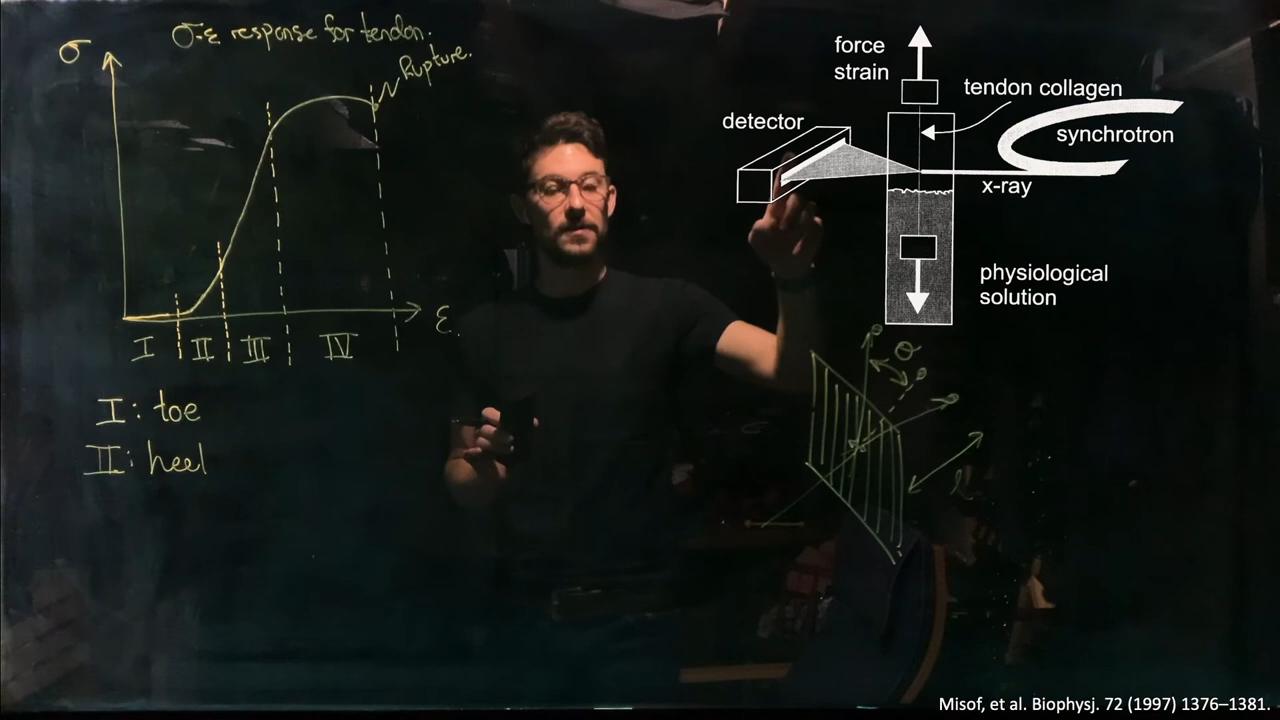 σ-ε response for tendon.
σ
Rupture.
ε.
I II III IV
I: toe
II: heel
force
strain
tendon collagen
detector
synchrotron
x-ray
physiological
solution
θ
l
Misof, et al. Biophysj. 72 (1997) 1376–1381.